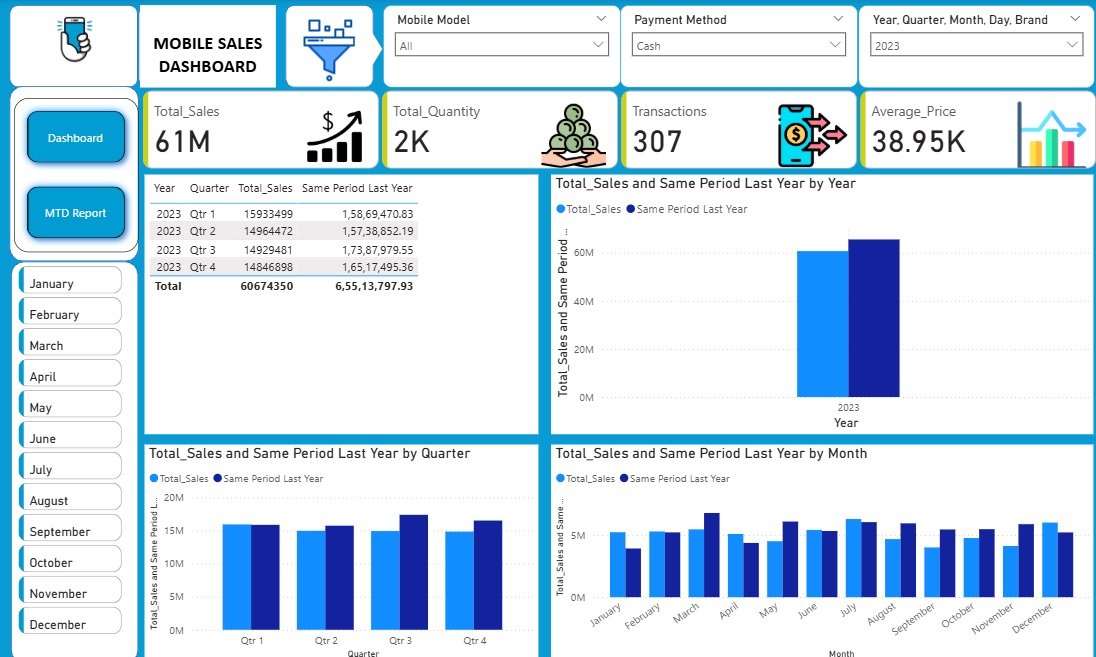 MOBILE SALES
DASHBOARD
Mobile Model
All
Payment Method
Cash
Year, Quarter, Month, Day, Brand
2023
Dashboard
MTD Report
January
February
March
April
May
June
July
August
September
October
November
December
Total_Sales
61M
$
Total_Quantity
2K
Transactions
307
$
Average_Price
38.95K
Year Quarter Total_Sales Same Period Last Year
2023 Qtr 1 15933499 1,58,69,470.83
2023 Qtr 2 14964472 1,57,38,852.19
2023 Qtr 3 14929481 1,73,87,979.55
2023 Qtr 4 14846898 1,65,17,495.36
Total 60674350 6,55,13,797.93
Total_Sales and Same Period Last Year by Year
Total_Sales Same Period Last Year
Total_Sales and Same Period ...
60M
40M
20M
0M
2023
Year
Total_Sales and Same Period Last Year by Quarter
Total_Sales Same Period Last Year
Total_Sales and Same Period L...
20M
15M
10M
5M
0M
Qtr 1 Qtr 2 Qtr 3 Qtr 4
Quarter
Total_Sales and Same Period Last Year by Month
Total_Sales Same Period Last Year
Total_Sales and Same ...
5M
0M
January February March April May June July August September October November December
Month